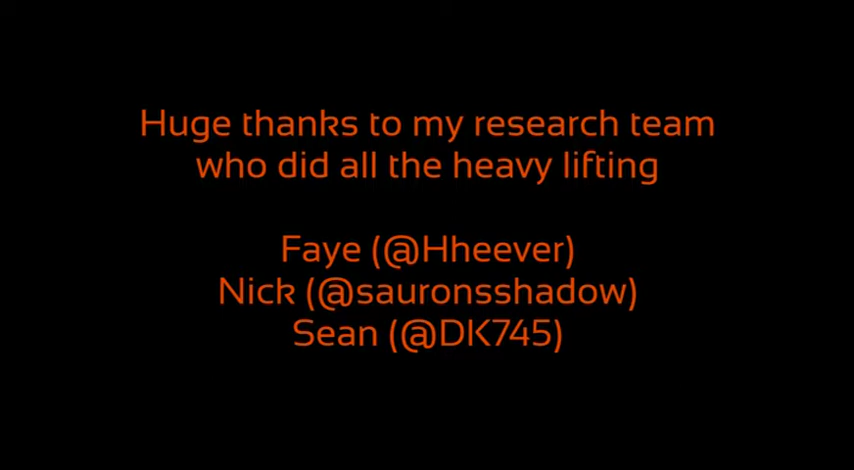 Huge thanks to my research team
who did all the heavy lifting
Faye (@Hheever)
Nick (@sauronsshadow)
Sean (@DK745)